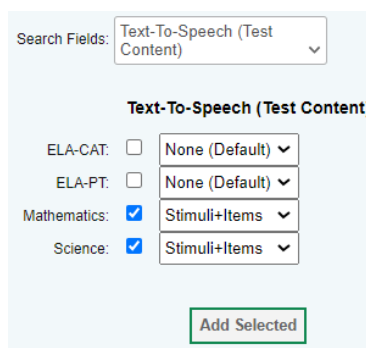 Search Fields: Text-To-Speech (Test
Content)
Text-To-Speech (Test Content
ELA-CAT: None (Default)
ELA-PT: None (Default)
Mathematics: Stimuli+Items
Science: Stimuli+Items
Add Selected